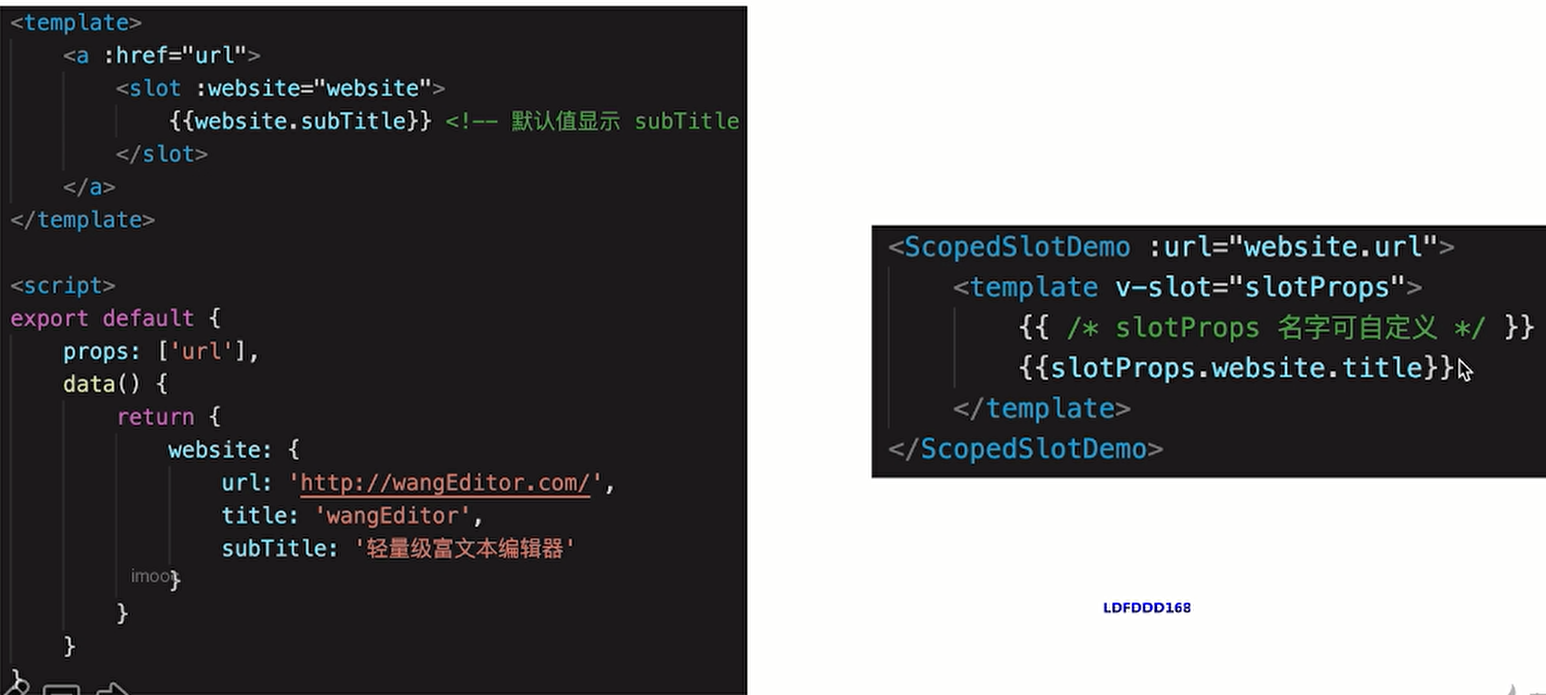 <template>
<a :href="url">
<slot :website="website">
{{website.subTitle}} <!-- 默认值显示 subTitle
</slot>
</a>
</template>
<script>
export default {
props: ['url'],
data() {
return {
website: {
url: 'http://wangEditor.com/',
title: 'wangEditor',
subTitle: '轻量级富文本编辑器'
}
}
}
}
imooc
<ScopedSlotDemo :url="website.url">
<template v-slot="slotProps">
{{ /* slotProps 名字可自定义 */ }}
{{slotProps.website.title}}
</template>
</ScopedSlotDemo>
LDFDDD168